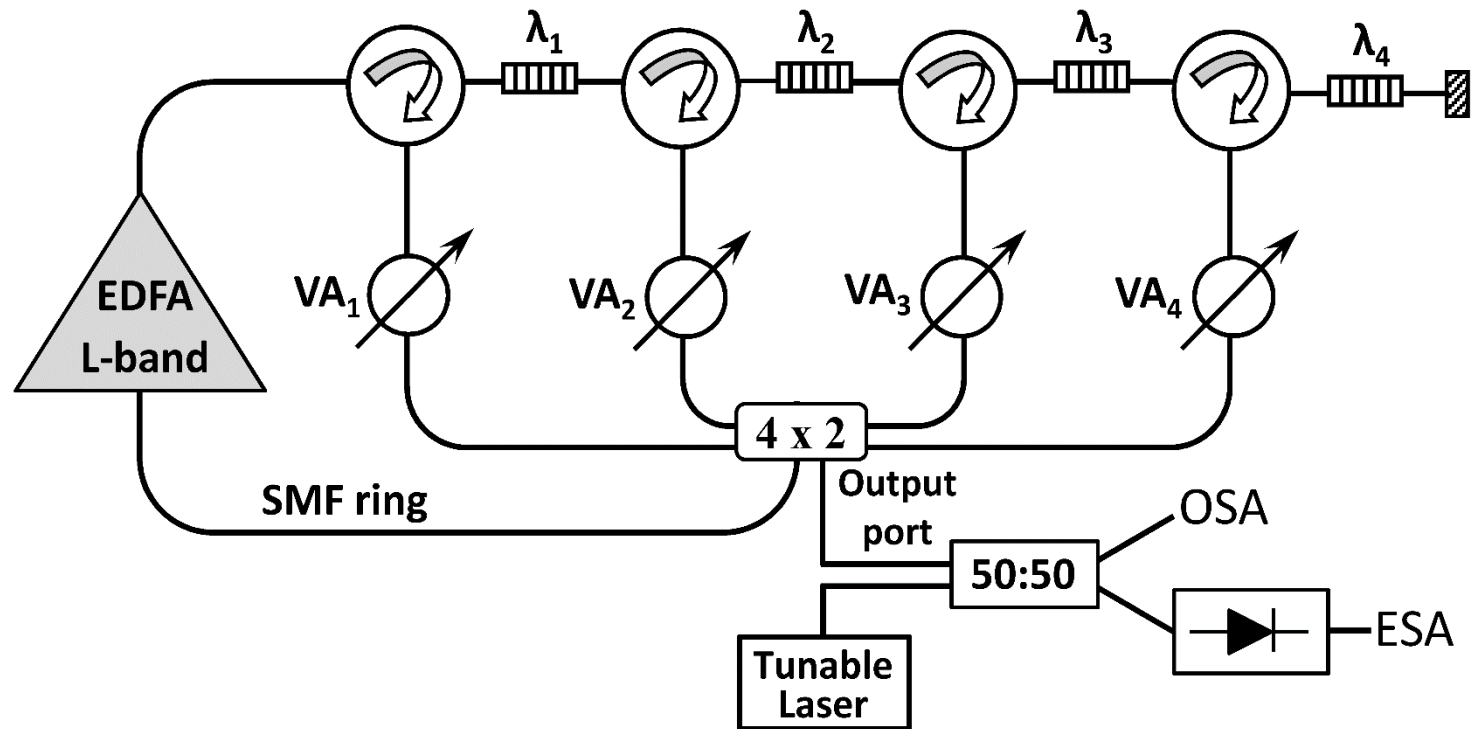 λ₁
λ₂
λ₃
λ₄
EDFA
L-band
VA₁
VA₂
VA₃
VA₄
4 x 2
SMF ring
Output
port
OSA
50:50
ESA
Tunable
Laser